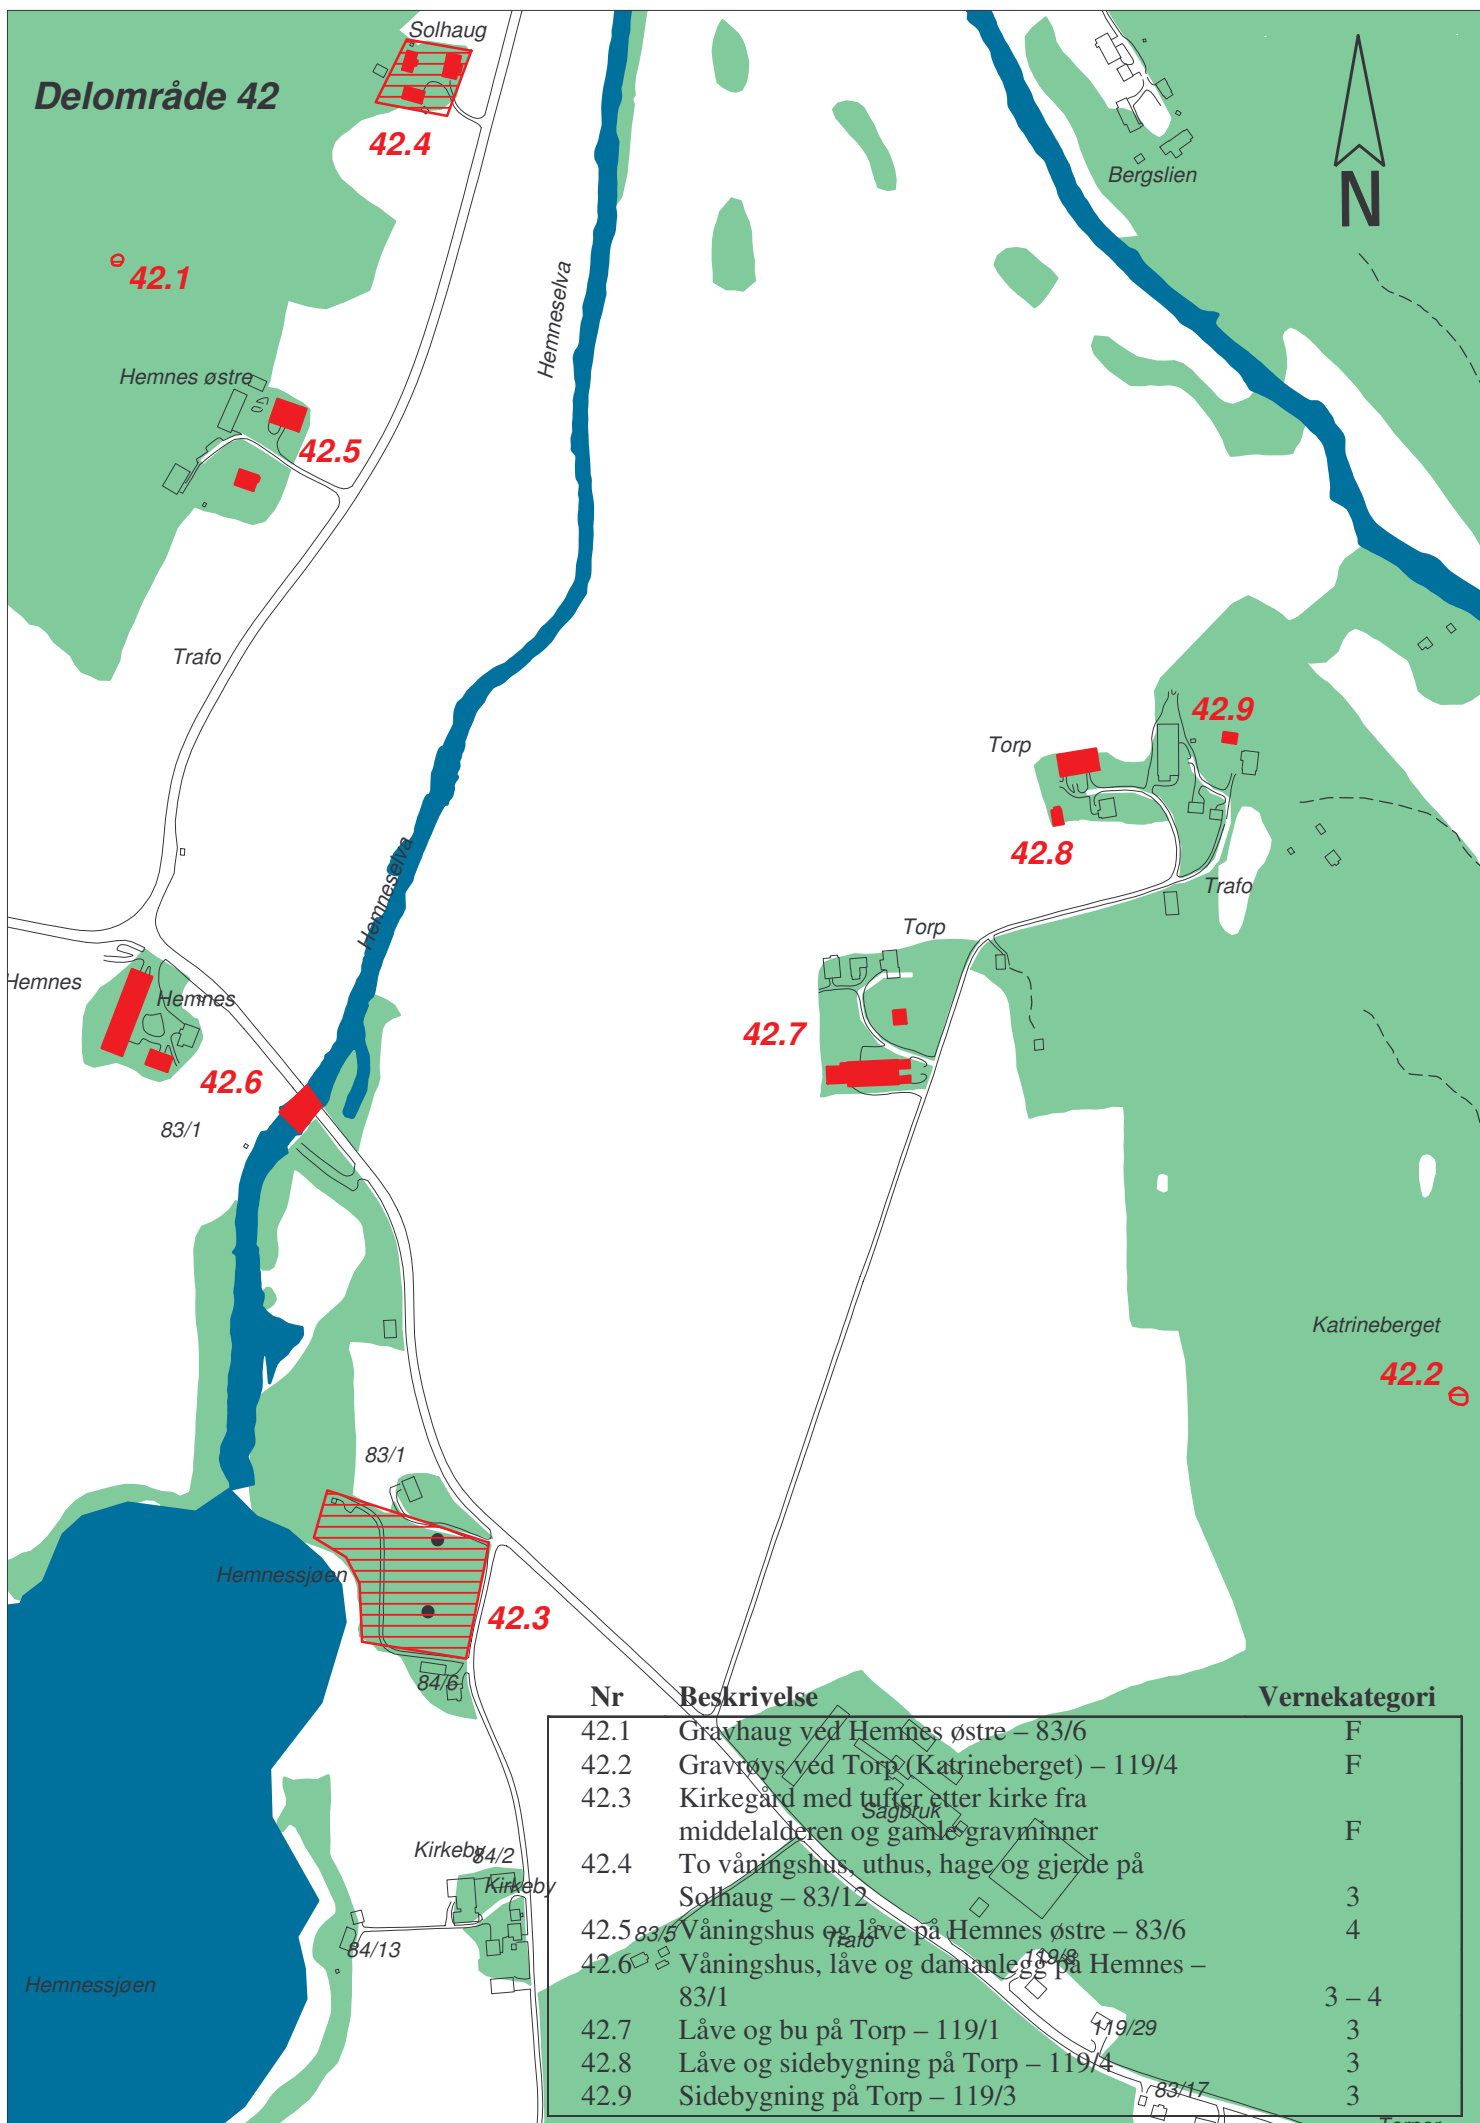 Solhaug
Delområde 42
42.4
Bergslien
N
42.1
Hemneselva
Hemnes østre
42.5
Trafo
42.9
Torp
42.8
Hemneselva
Trafo
Torp
Hemnes
Hemnes
42.7
42.6
83/1
Katrineberget
42.2
83/1
Hemnessjøen
42.3
84/6
Nr Beskrivelse Vernekategori
42.1 Gravhaug ved Hemnes østre – 83/6 F
42.2 Gravrøys ved Torp (Katrineberget) – 119/4 F
42.3 Kirkegård med tufter etter kirke fra
middelalderen og gamle gravminner F
42.4 To våningshus, uthus, hage og gjerde på
Solhaug – 83/12 3
42.5 Våningshus og låve på Hemnes østre – 83/6 4
42.6 Våningshus, låve og damanlegg på Hemnes –
83/1 3 – 4
42.7 Låve og bu på Torp – 119/1 3
42.8 Låve og sidebygning på Torp – 119/4 3
42.9 Sidebygning på Torp – 119/3 3
Sagbruk
Kirkeby
84/2
Kirkeby
83/5
Trafo
84/13
119/8
Hemnessjøen
119/29
83/17